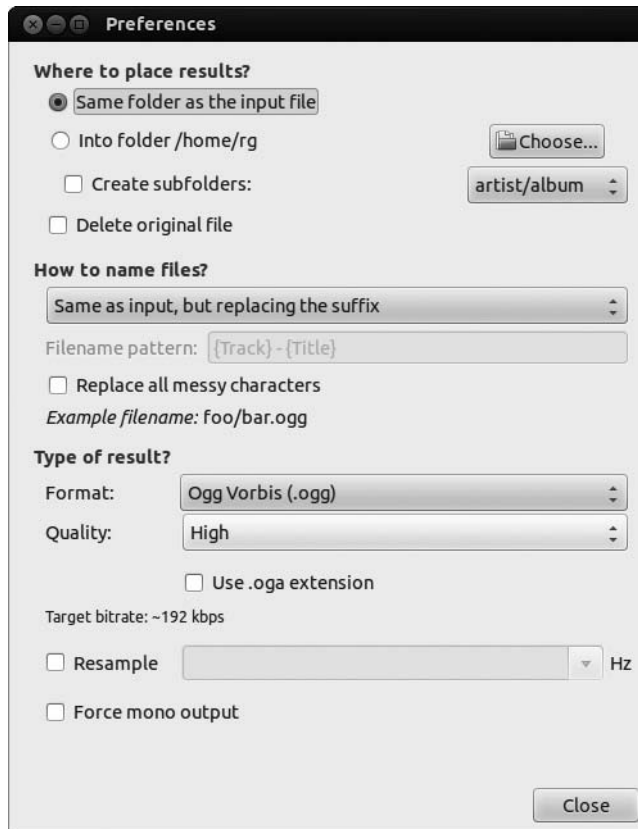 Preferences
Where to place results?
Same folder as the input file
Into folder /home/rg Choose...
Create subfolders: artist/album
Delete original file
How to name files?
Same as input, but replacing the suffix
Filename pattern: {Track} - {Title}
Replace all messy characters
Example filename: foo/bar.ogg
Type of result?
Format: Ogg Vorbis (.ogg)
Quality: High
Use .oga extension
Target bitrate: ~192 kbps
Resample Hz
Force mono output
Close